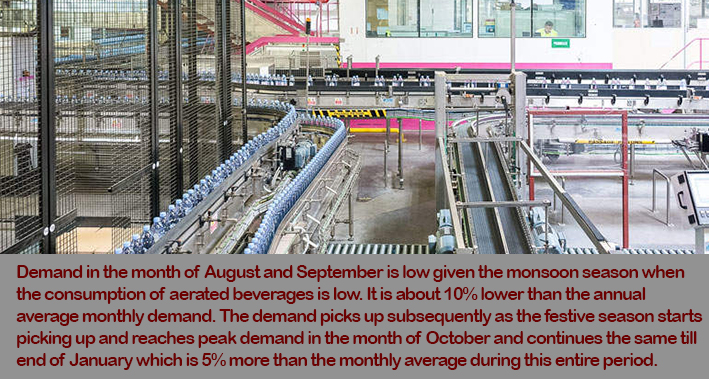 Demand in the month of August and September is low given the monsoon season when
the consumption of aerated beverages is low. It is about 10% lower than the annual
average monthly demand. The demand picks up subsequently as the festive season starts
picking up and reaches peak demand in the month of October and continues the same till
end of January which is 5% more than the monthly average during this entire period.